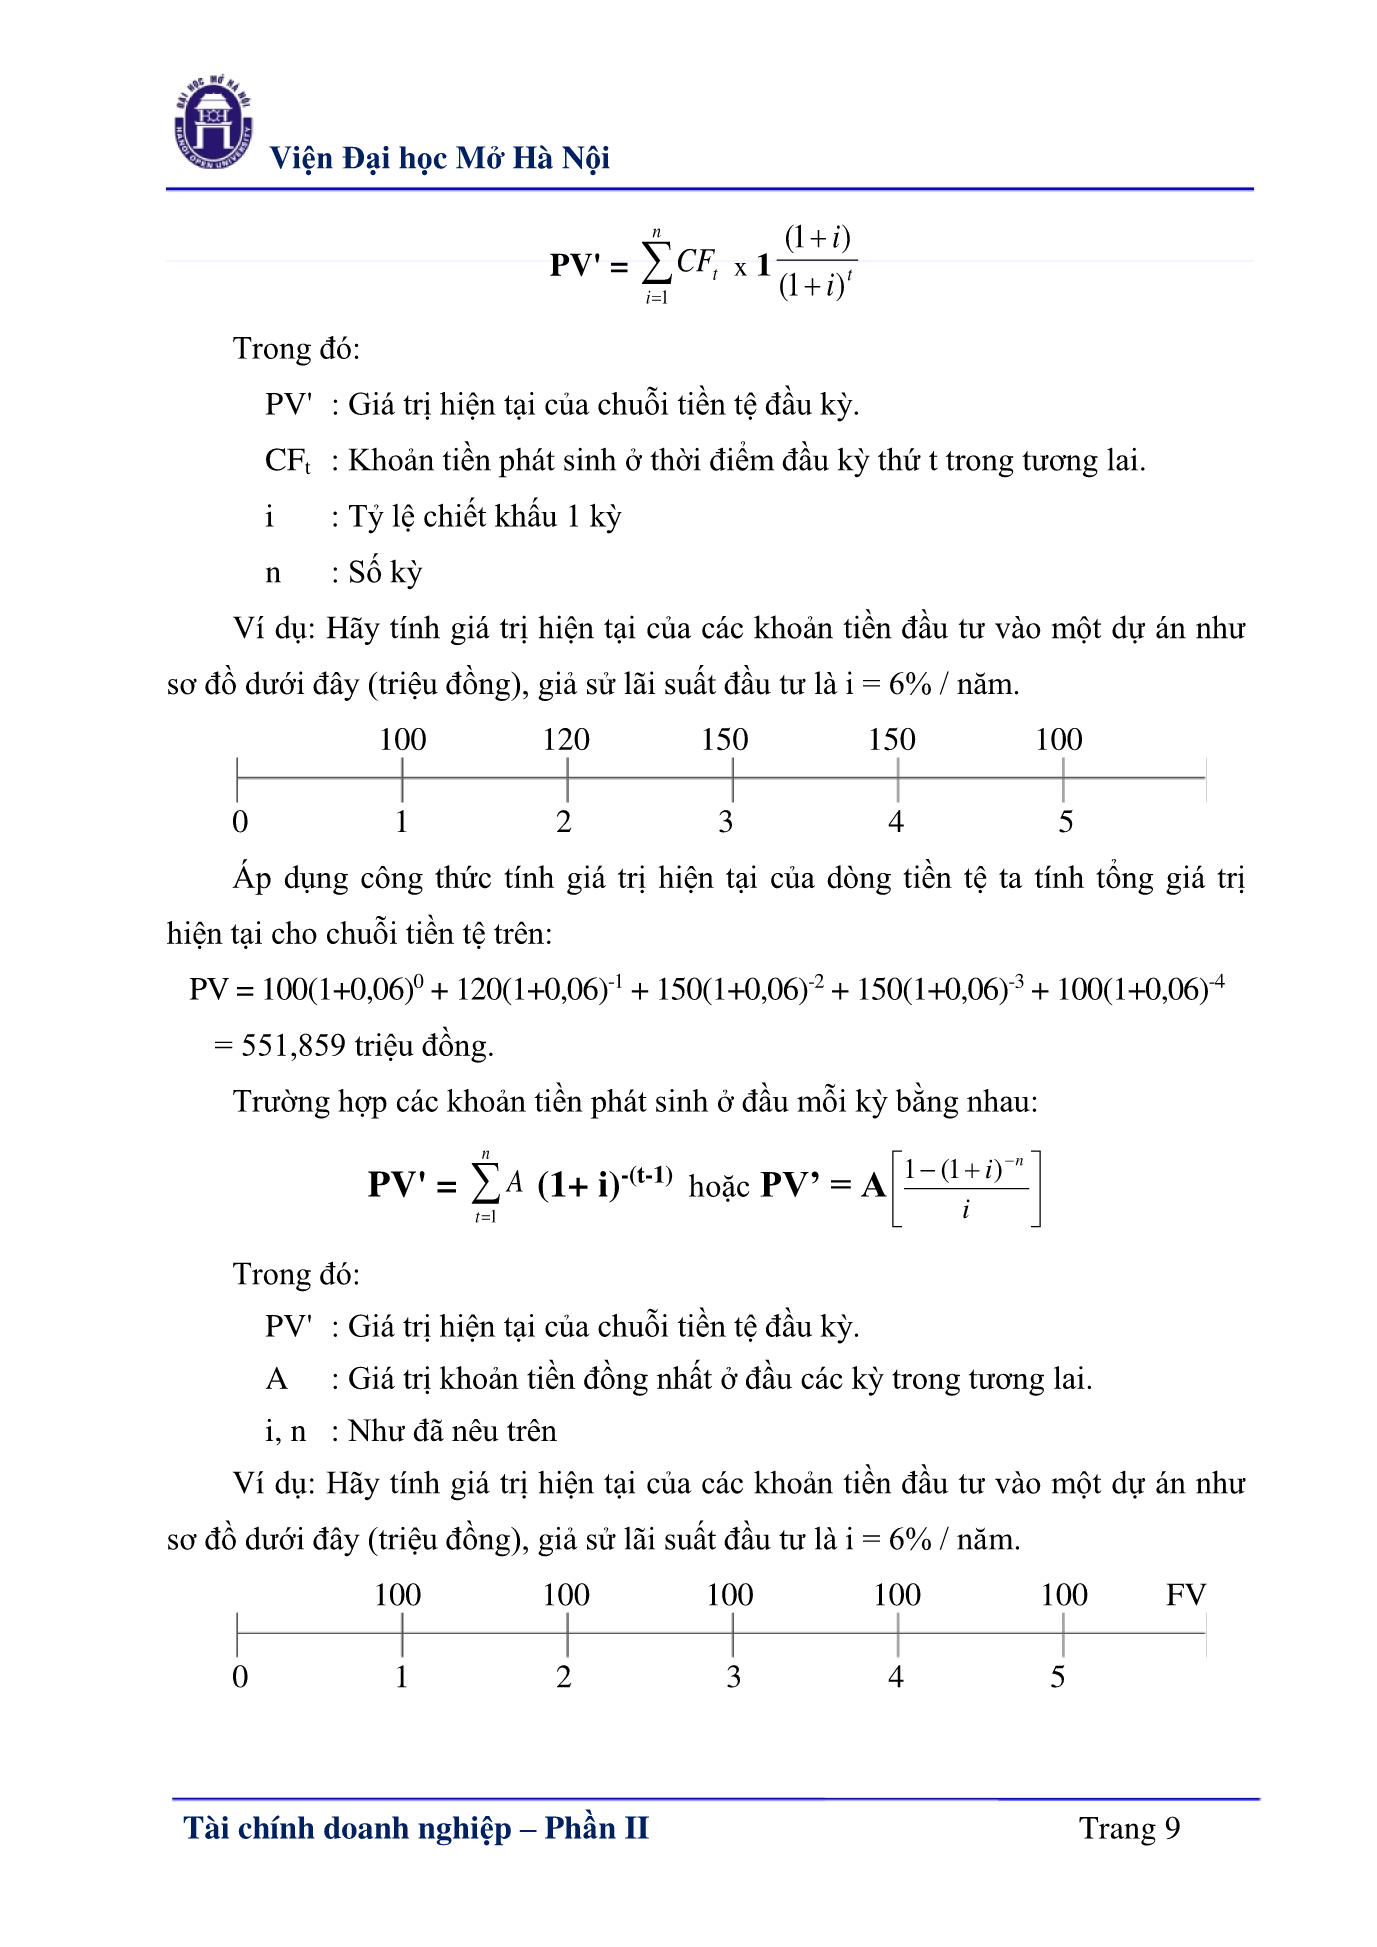 ĐẠI HỌC MỞ HÀ NỘI
HANOI OPEN UNIVERSITY
Viện Đại học Mở Hà Nội
PV' = \sum_{i=1}^{n} CF_t x 1 \frac{(1+i)}{(1+i)^t}
Trong đó:
PV' : Giá trị hiện tại của chuỗi tiền tệ đầu kỳ.
CF_t : Khoản tiền phát sinh ở thời điểm đầu kỳ thứ t trong tương lai.
i : Tỷ lệ chiết khấu 1 kỳ
n : Số kỳ
Ví dụ: Hãy tính giá trị hiện tại của các khoản tiền đầu tư vào một dự án như
sơ đồ dưới đây (triệu đồng), giả sử lãi suất đầu tư là i = 6% / năm.
100 120 150 150 100
0 1 2 3 4 5
Áp dụng công thức tính giá trị hiện tại của dòng tiền tệ ta tính tổng giá trị
hiện tại cho chuỗi tiền tệ trên:
PV = 100(1+0,06)^0 + 120(1+0,06)^-1 + 150(1+0,06)^-2 + 150(1+0,06)^-3 + 100(1+0,06)^-4
= 551,859 triệu đồng.
Trường hợp các khoản tiền phát sinh ở đầu mỗi kỳ bằng nhau:
PV' = \sum_{t=1}^{n} A (1+ i)^{-(t-1)} hoặc PV’ = A \left[ \frac{1-(1+i)^{-n}}{i} \right]
Trong đó:
PV' : Giá trị hiện tại của chuỗi tiền tệ đầu kỳ.
A : Giá trị khoản tiền đồng nhất ở đầu các kỳ trong tương lai.
i, n : Như đã nêu trên
Ví dụ: Hãy tính giá trị hiện tại của các khoản tiền đầu tư vào một dự án như
sơ đồ dưới đây (triệu đồng), giả sử lãi suất đầu tư là i = 6% / năm.
100 100 100 100 100 FV
0 1 2 3 4 5
Tài chính doanh nghiệp – Phần II Trang 9